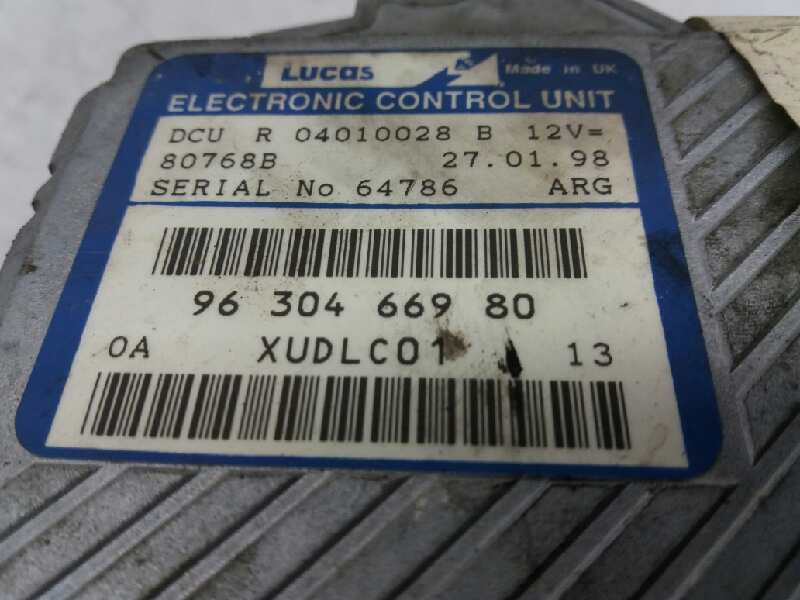 Lucas Made in UK
ELECTRONIC CONTROL UNIT
DCU R 04010028 B 12V=
80768B 27.01.98
SERIAL No 64786 ARG
96 304 669 80
0A XUDLC01 13